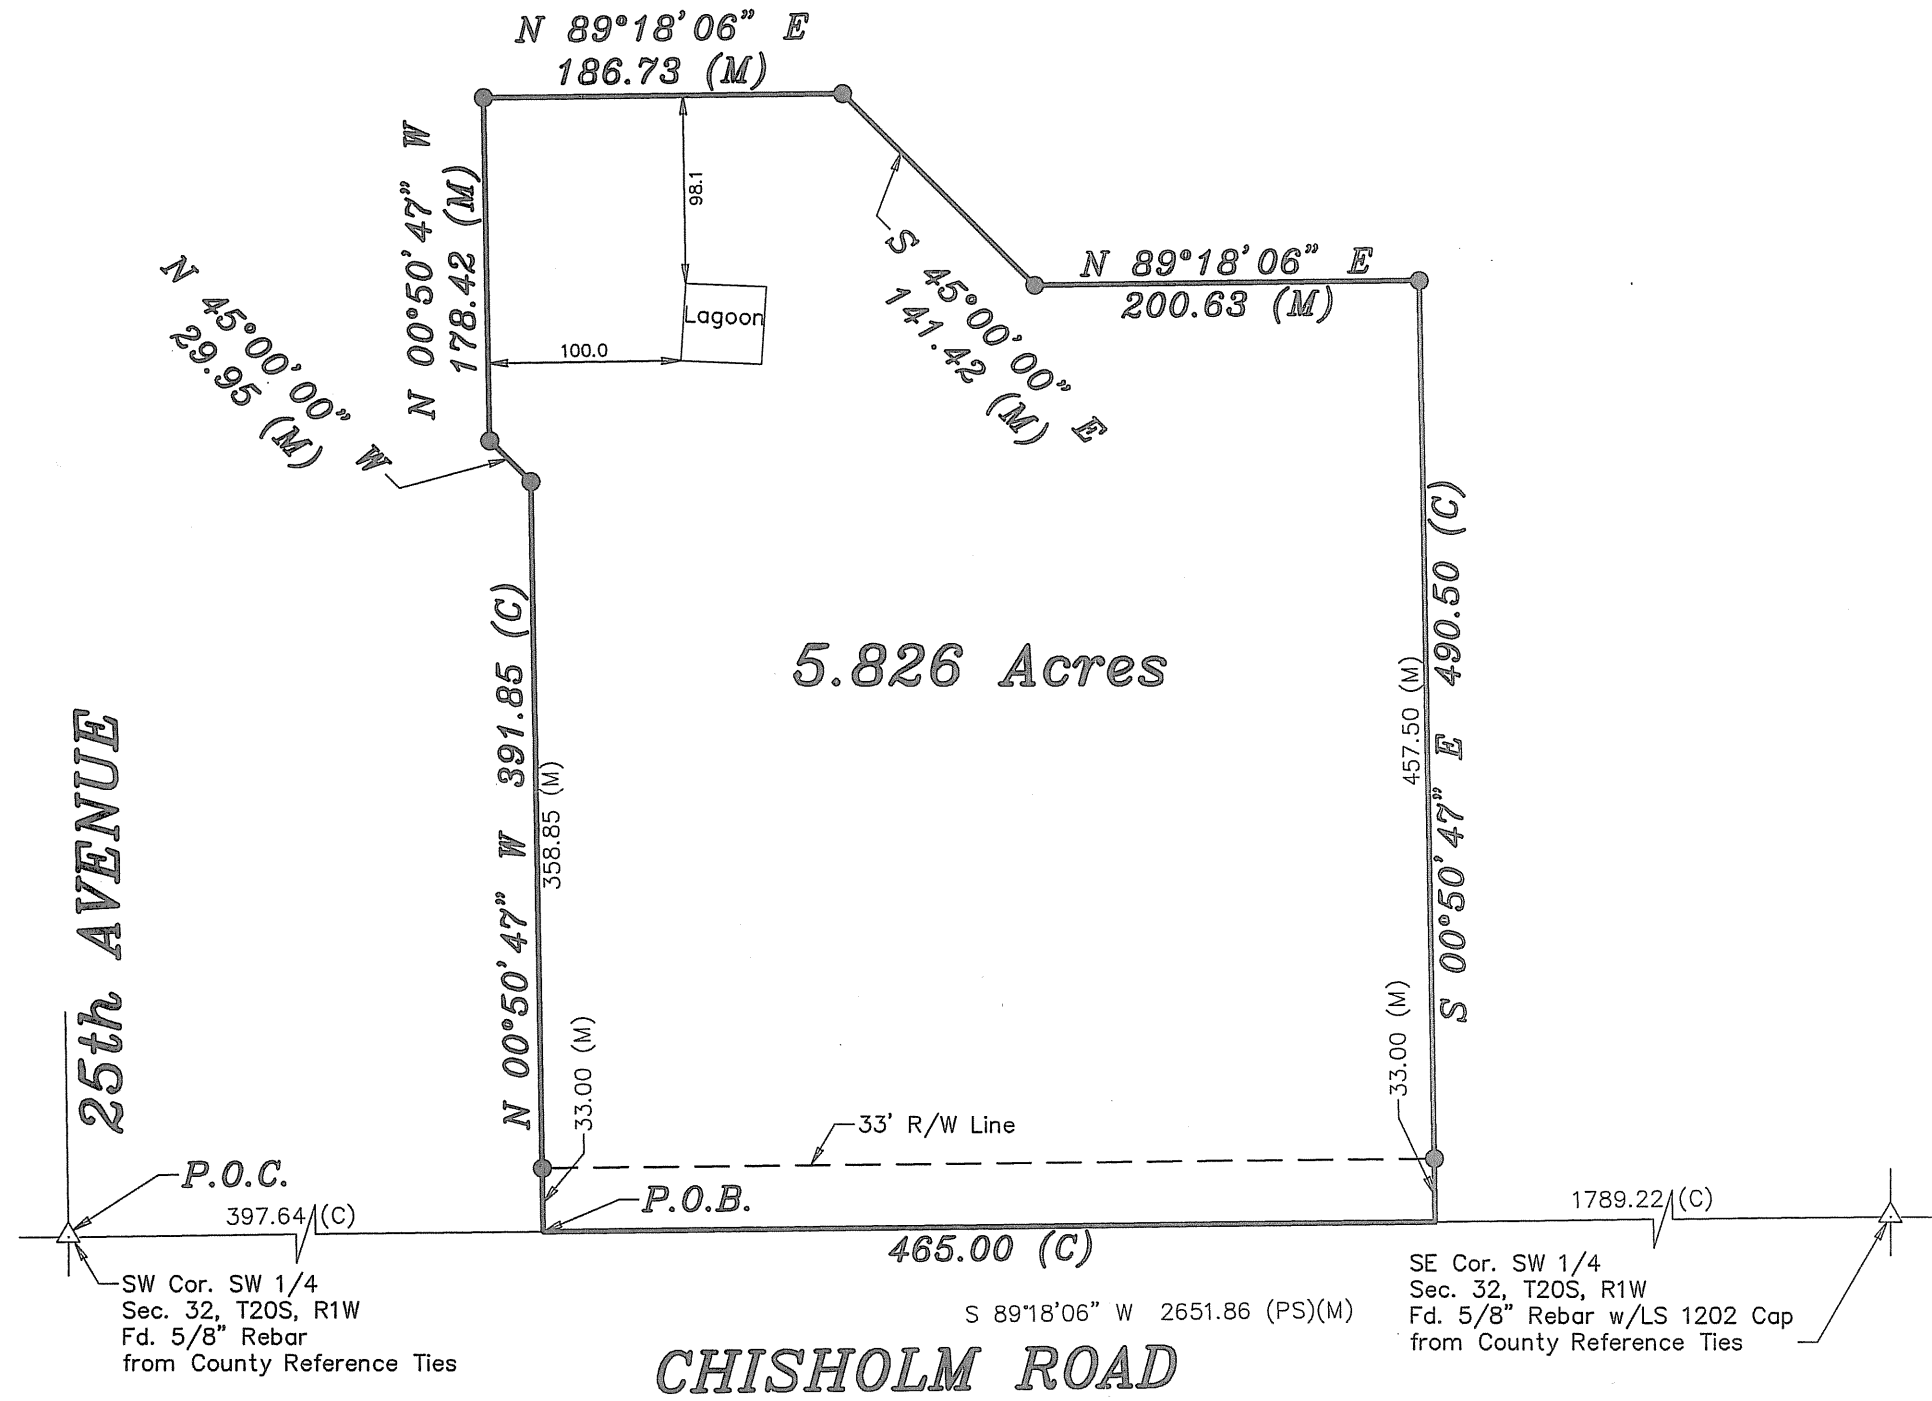 N 89°18'06" E
186.73 (M)
N 00°50'47" W
178.42 (M)
98.1
Lagoon
100.0
N 45°00'00" W
29.95 (M)
S 45°00'00" E
141.42 (M)
N 89°18'06" E
200.63 (M)
N 00°50'47" W 391.85 (C)
358.85 (M)
5.826 Acres
457.50 (M)
S 00°50'47" E 490.50 (C)
25th AVENUE
33.00 (M)
33.00 (M)
33' R/W Line
P.O.C.
P.O.B.
397.64 (C)
465.00 (C)
1789.22 (C)
SW Cor. SW 1/4
Sec. 32, T20S, R1W
Fd. 5/8" Rebar
from County Reference Ties
S 89°18'06" W 2651.86 (PS)(M)
SE Cor. SW 1/4
Sec. 32, T20S, R1W
Fd. 5/8" Rebar w/LS 1202 Cap
from County Reference Ties
CHISHOLM ROAD